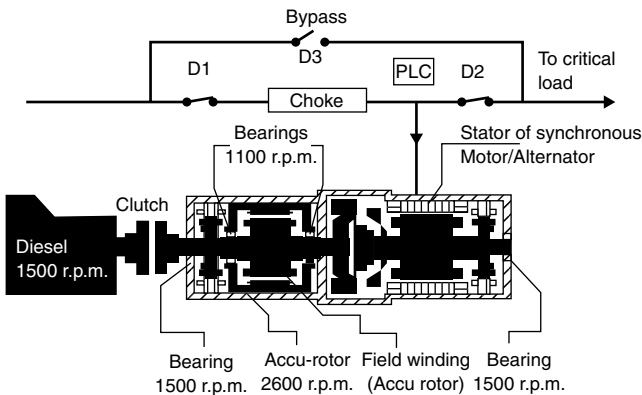 Bypass
D3
D1
PLC
D2
To critical
load
Choke
Bearings
1100 r.p.m.
Stator of synchronous
Motor/Alternator
Clutch
Diesel
1500 r.p.m.
Bearing
1500 r.p.m.
Accu-rotor
2600 r.p.m.
Field winding
(Accu rotor)
Bearing
1500 r.p.m.